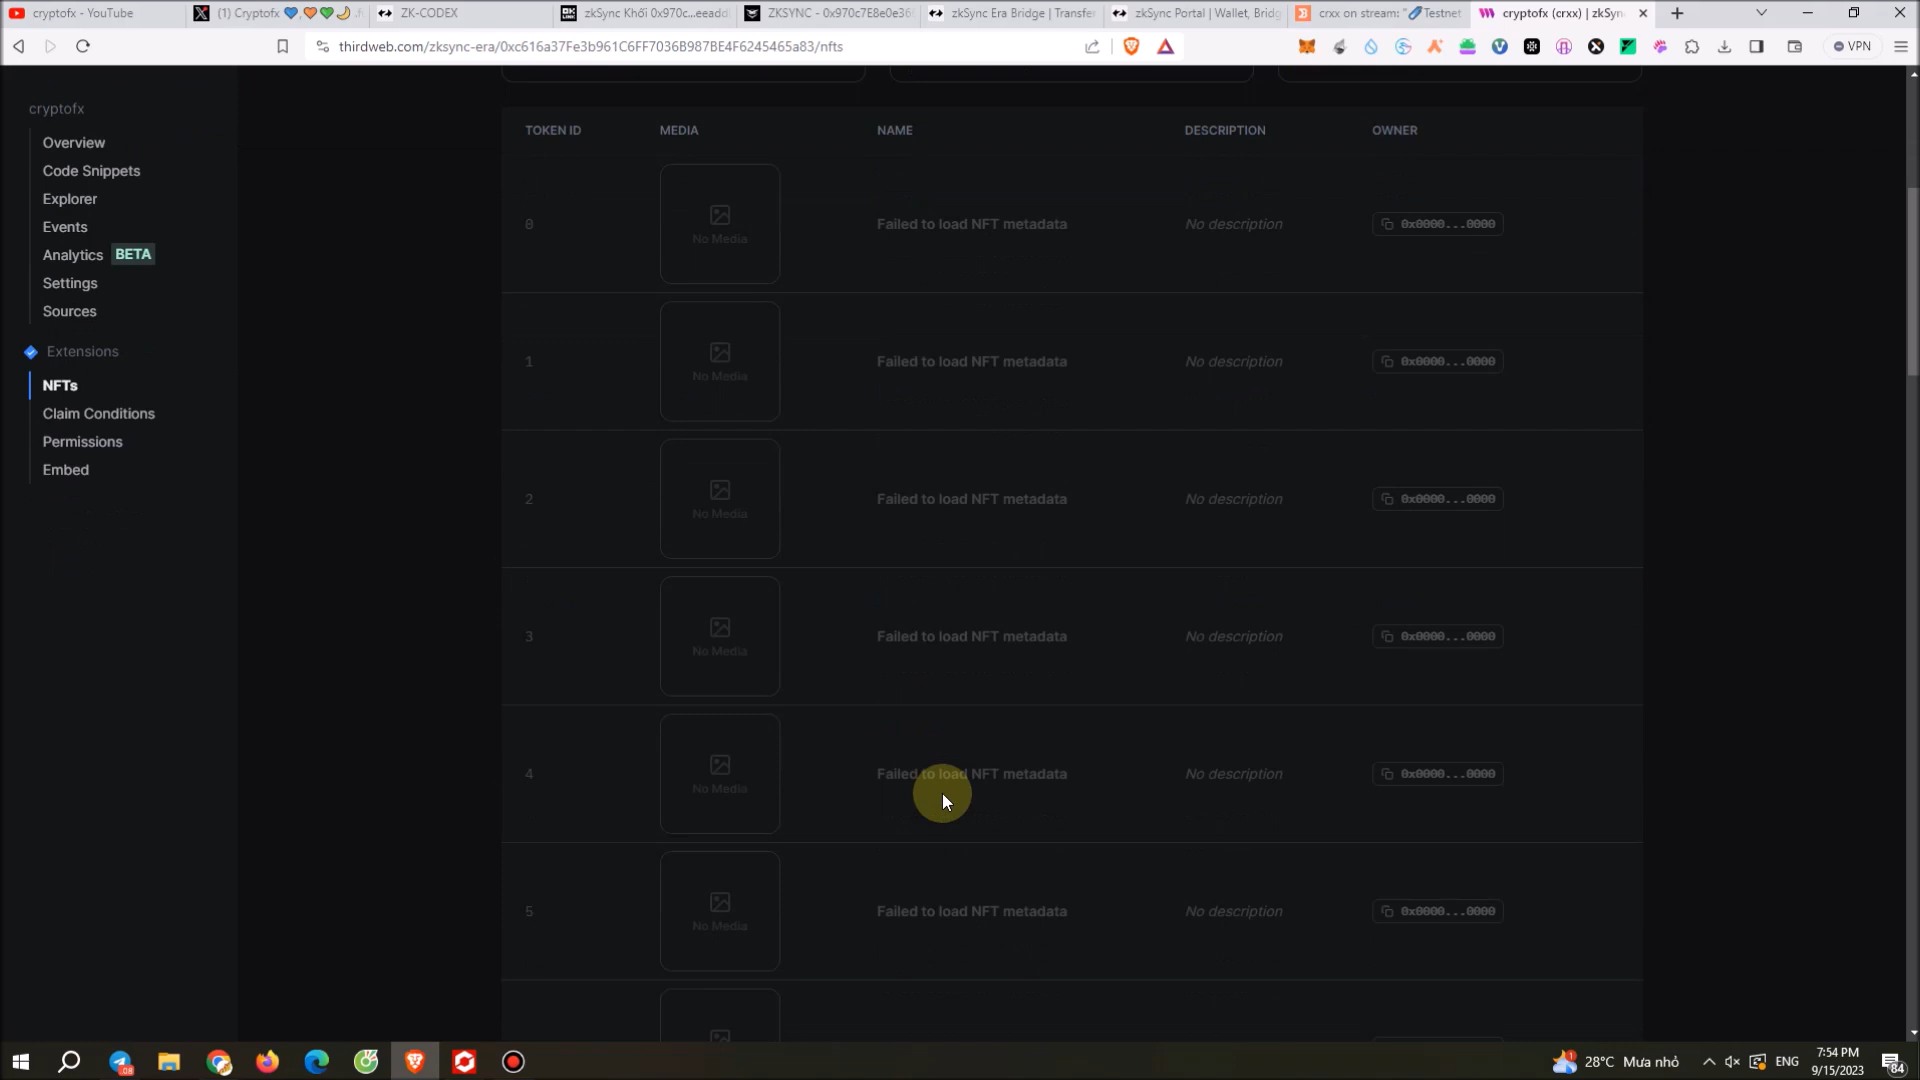 cryptofx - YouTube
(1) Cryptofx 💙,🧡💚🌙 .f
ZK-CODEX
zkSync Khối 0x970c...eeadd
ZKSYNC - 0x970c7E8e0e36
zkSync Era Bridge | Transfe
zkSync Portal | Wallet, Bridg
crxx on stream: "🔗Testnet
cryptofx (crxx) | zkSyn
thirdweb.com/zksync-era/0xc616a37Fe3b961C6FF7036B987BE4F6245465a83/nfts
VPN
cryptofx
Overview
Code Snippets
Explorer
Events
Analytics BETA
Settings
Sources
Extensions
NFTs
Claim Conditions
Permissions
Embed
TOKEN ID MEDIA NAME DESCRIPTION OWNER
0 No Media Failed to load NFT metadata No description 0x0000...0000
1 No Media Failed to load NFT metadata No description 0x0000...0000
2 No Media Failed to load NFT metadata No description 0x0000...0000
3 No Media Failed to load NFT metadata No description 0x0000...0000
4 No Media Failed to load NFT metadata No description 0x0000...0000
5 No Media Failed to load NFT metadata No description 0x0000...0000
28°C Mưa nhỏ
ENG
7:54 PM
9/15/2023
84